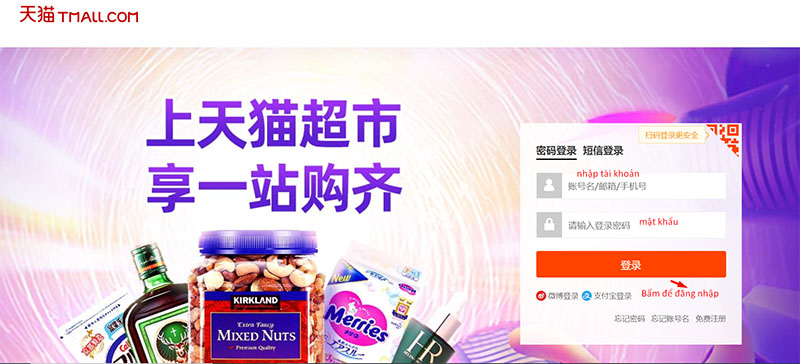 天猫 TMALL.COM
上天猫超市
享一站购齐
扫码登录更安全
密码登录 短信登录
nhập tài khoản
账号名/邮箱/手机号
请输入登录密码 mật khẩu
登录
Bấm để đăng nhập
微博登录 支付宝登录
忘记密码 忘记账号名 免费注册
KIRKLAND
Extra Fancy
MIXED NUTS
Premium Quality
New
Merries
HR